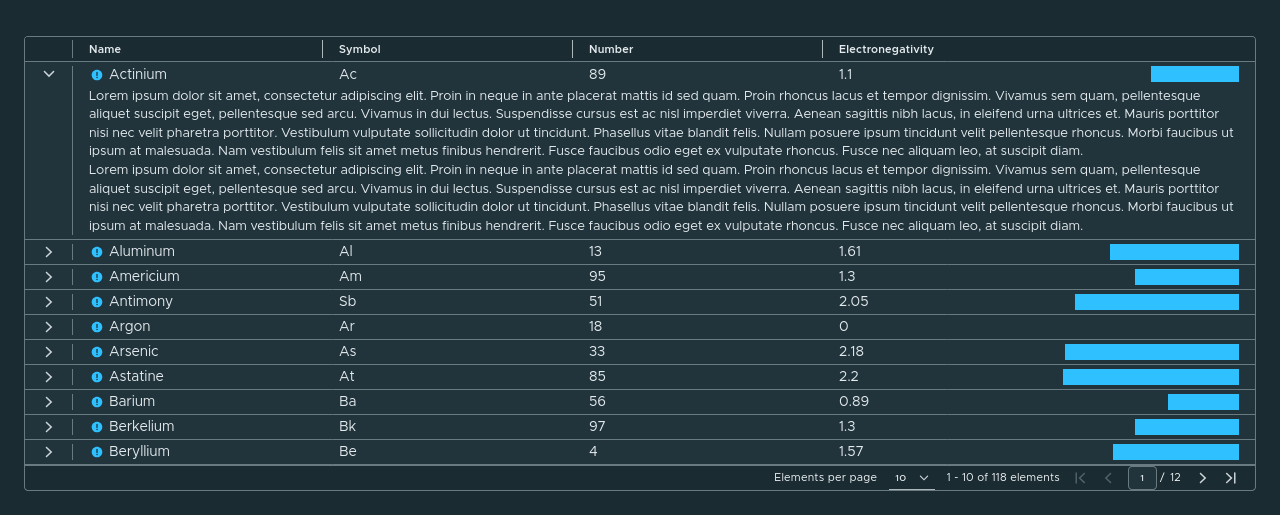 Name Symbol Number Electronegativity
Actinium Ac 89 1.1
Lorem ipsum dolor sit amet, consectetur adipiscing elit. Proin in neque in ante placerat mattis id sed quam. Proin rhoncus lacus et tempor dignissim. Vivamus sem quam, pellentesque
aliquet suscipit eget, pellentesque sed arcu. Vivamus in dui lectus. Suspendisse cursus est ac nisl imperdiet viverra. Aenean sagittis nibh lacus, in eleifend urna ultrices et. Mauris porttitor
nisi nec velit pharetra porttitor. Vestibulum vulputate sollicitudin dolor ut tincidunt. Phasellus vitae blandit felis. Nullam posuere ipsum tincidunt velit pellentesque rhoncus. Morbi faucibus ut
ipsum at malesuada. Nam vestibulum felis sit amet metus finibus hendrerit. Fusce faucibus odio eget ex vulputate rhoncus. Fusce nec aliquam leo, at suscipit diam.
Lorem ipsum dolor sit amet, consectetur adipiscing elit. Proin in neque in ante placerat mattis id sed quam. Proin rhoncus lacus et tempor dignissim. Vivamus sem quam, pellentesque
aliquet suscipit eget, pellentesque sed arcu. Vivamus in dui lectus. Suspendisse cursus est ac nisl imperdiet viverra. Aenean sagittis nibh lacus, in eleifend urna ultrices et. Mauris porttitor
nisi nec velit pharetra porttitor. Vestibulum vulputate sollicitudin dolor ut tincidunt. Phasellus vitae blandit felis. Nullam posuere ipsum tincidunt velit pellentesque rhoncus. Morbi faucibus ut
ipsum at malesuada. Nam vestibulum felis sit amet metus finibus hendrerit. Fusce faucibus odio eget ex vulputate rhoncus. Fusce nec aliquam leo, at suscipit diam.
Aluminum Al 13 1.61
Americium Am 95 1.3
Antimony Sb 51 2.05
Argon Ar 18 0
Arsenic As 33 2.18
Astatine At 85 2.2
Barium Ba 56 0.89
Berkelium Bk 97 1.3
Beryllium Be 4 1.57
Elements per page 10 1 - 10 of 118 elements 1 / 12